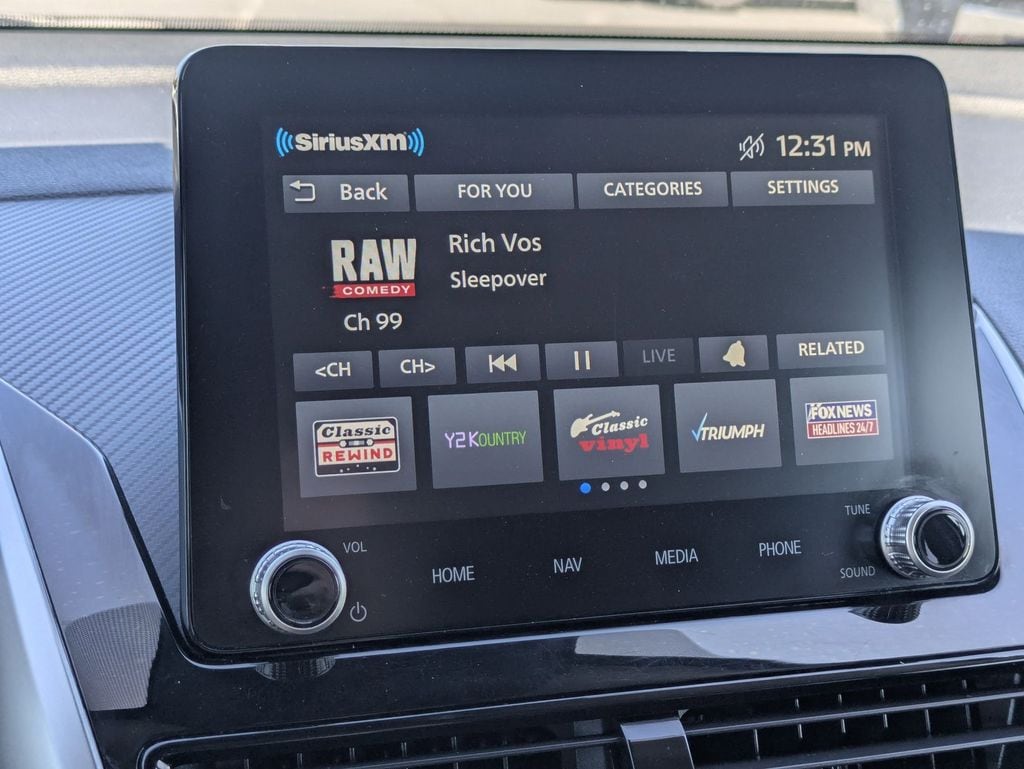 SiriusXM
12:31 PM
Back
FOR YOU
CATEGORIES
SETTINGS
RAW
COMEDY
Ch 99
Rich Vos
Sleepover
<CH
CH>
LIVE
RELATED
Classic
REWIND
Y2KOUNTRY
Classic
vinyl
TRIUMPH
FOX NEWS
HEADLINES 24/7
VOL
HOME
NAV
MEDIA
PHONE
TUNE
SOUND